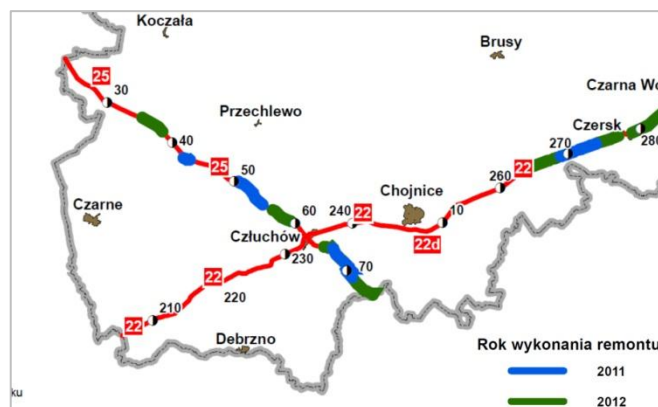 Koczała
25
30
Brusy
Czarna Wo
Przechlewo
Czersk
280
40
270
25
50
22
260
Czarne
Chojnice
60
240
22
10
Człuchów
22d
230
22
70
220
210
22
Debrzno
Rok wykonania remontu
2011
ku
2012